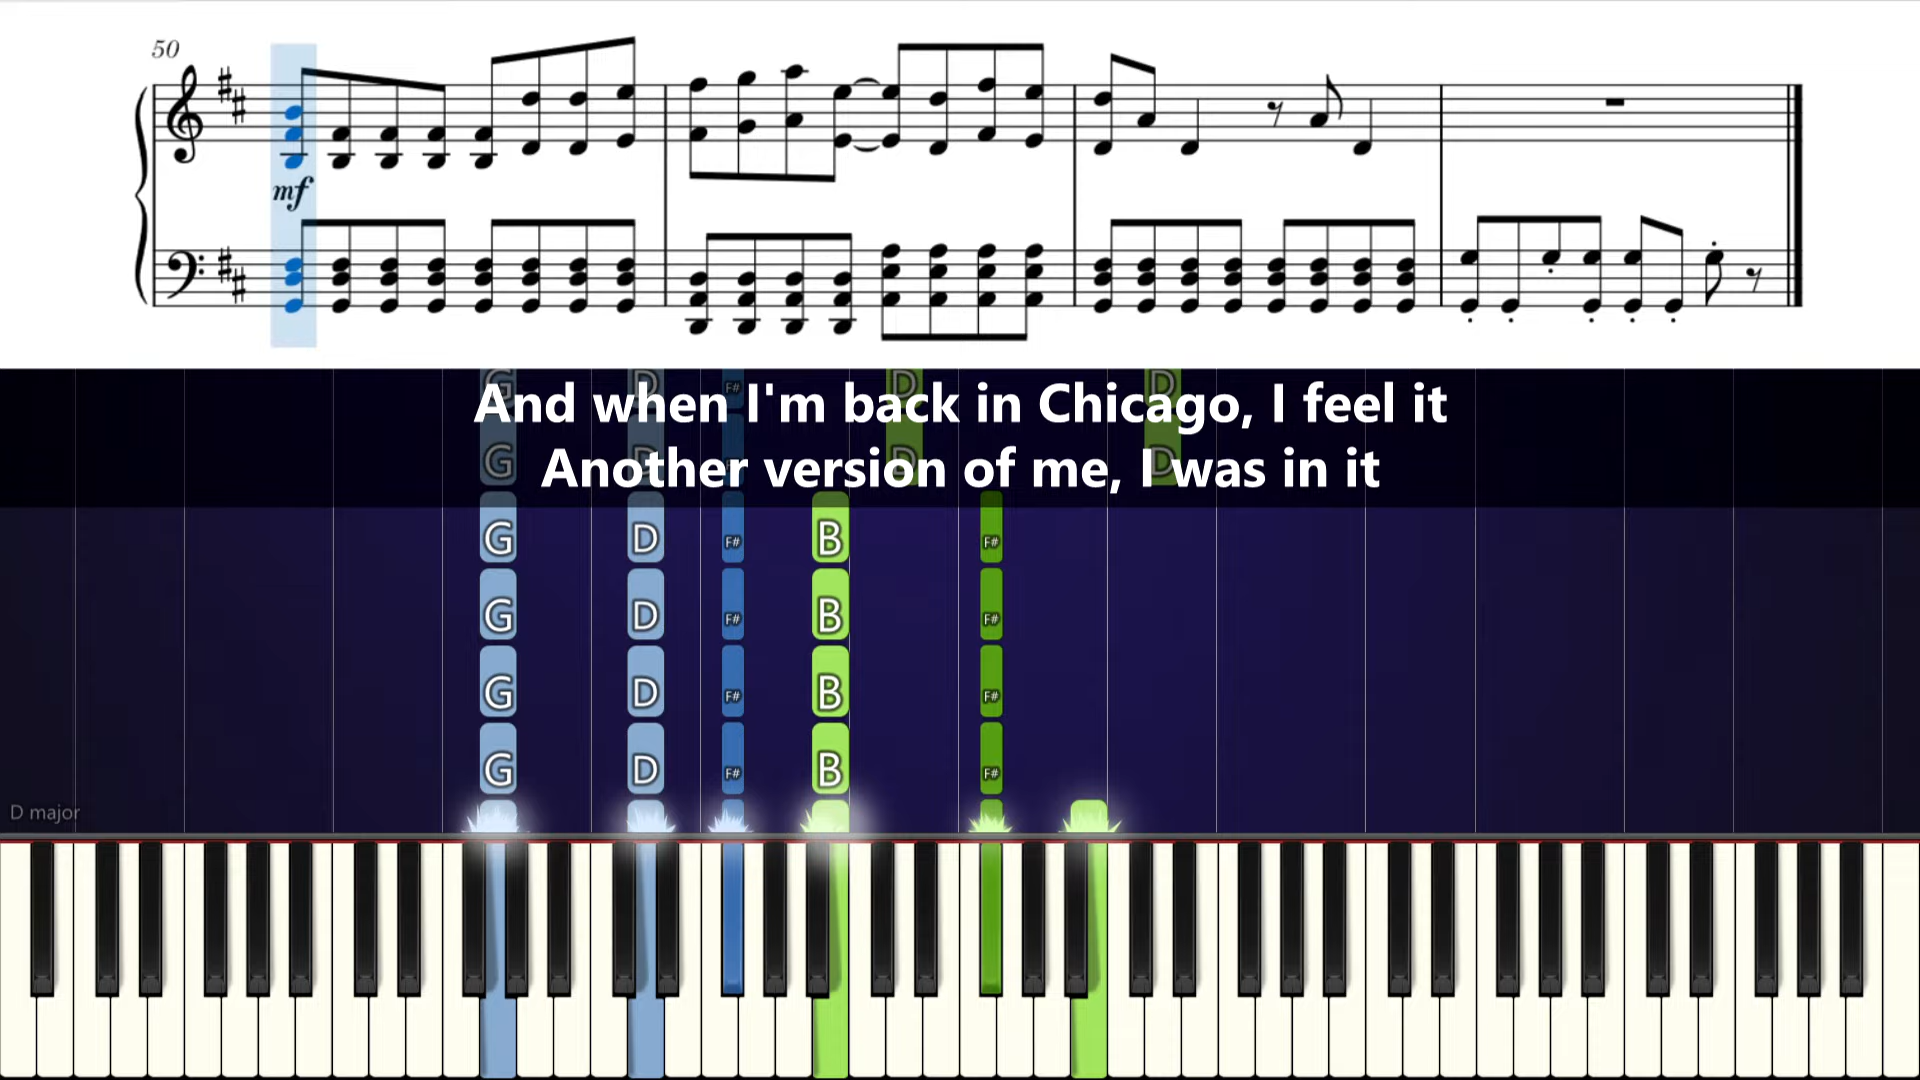 50
mf
G D F# D D
And when I'm back in Chicago, I feel it
G D D D
Another version of me, I was in it
G D F# B F#
G D F# B F#
G D F# B F#
G D F# B F#
D major